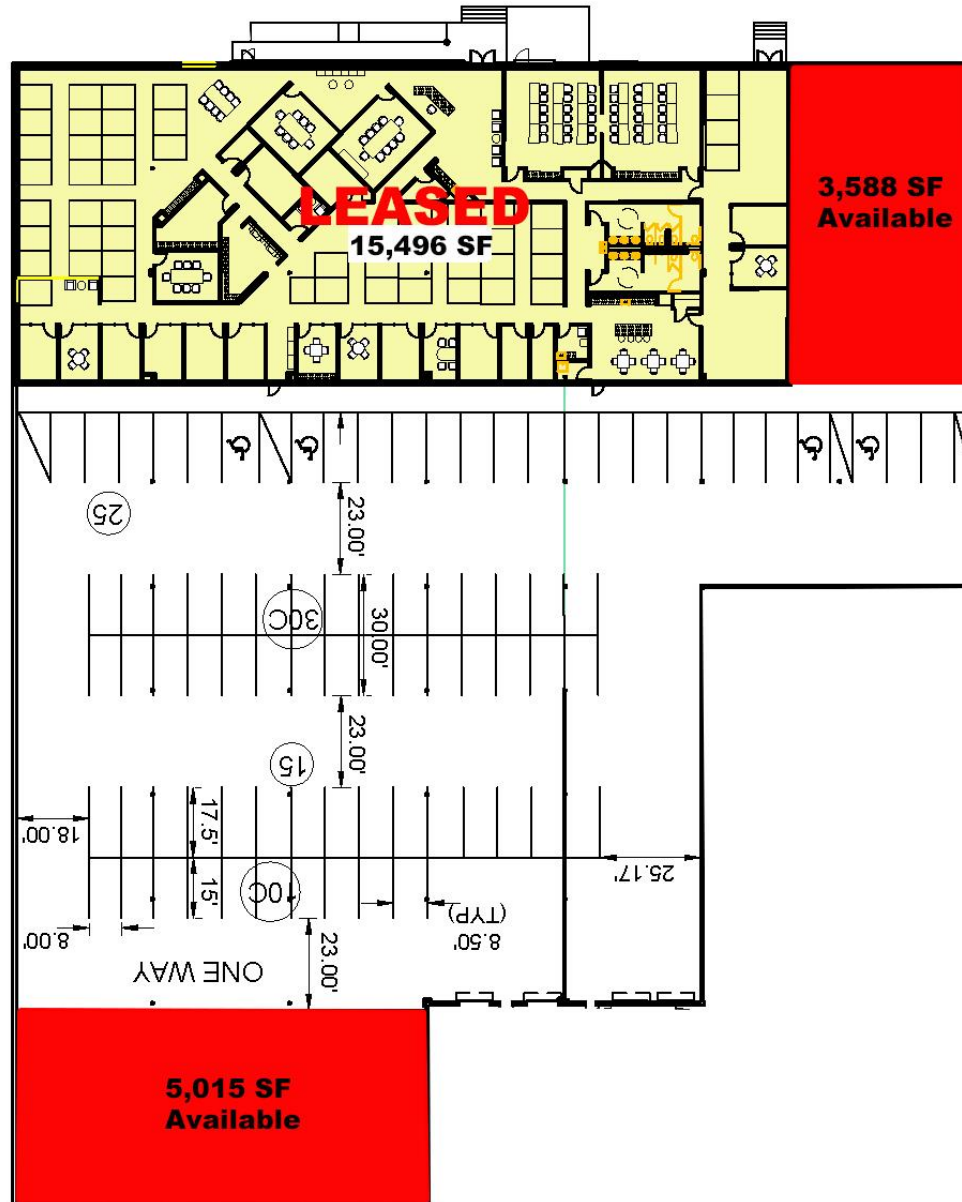 LEASED
15,496 SF
3,588 SF
Available
25
23.00'
30C
30.00'
15
23.00'
18.00'
17.5'
25.17'
10C
15'
8.00'
8.50'
(TYP)
23.00'
ONE WAY
5,015 SF
Available